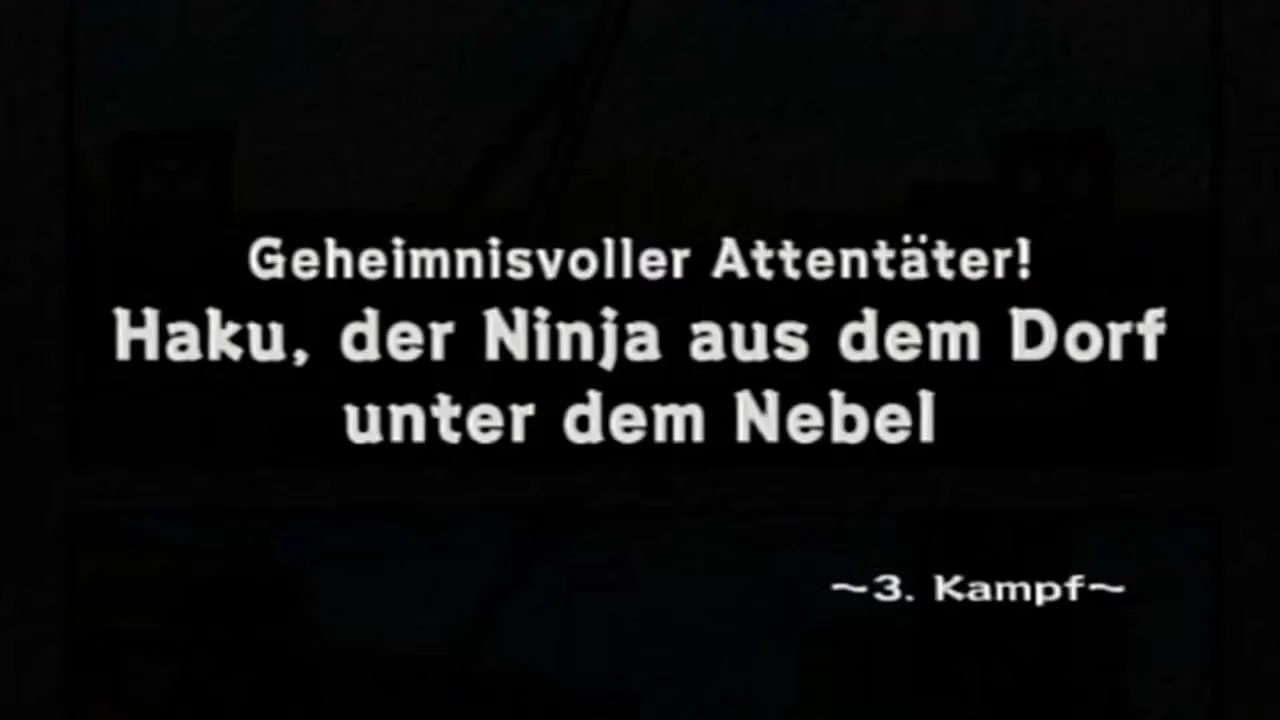 Geheimnisvoller Attentäter!
Haku, der Ninja aus dem Dorf
unter dem Nebel
~3. Kampf~